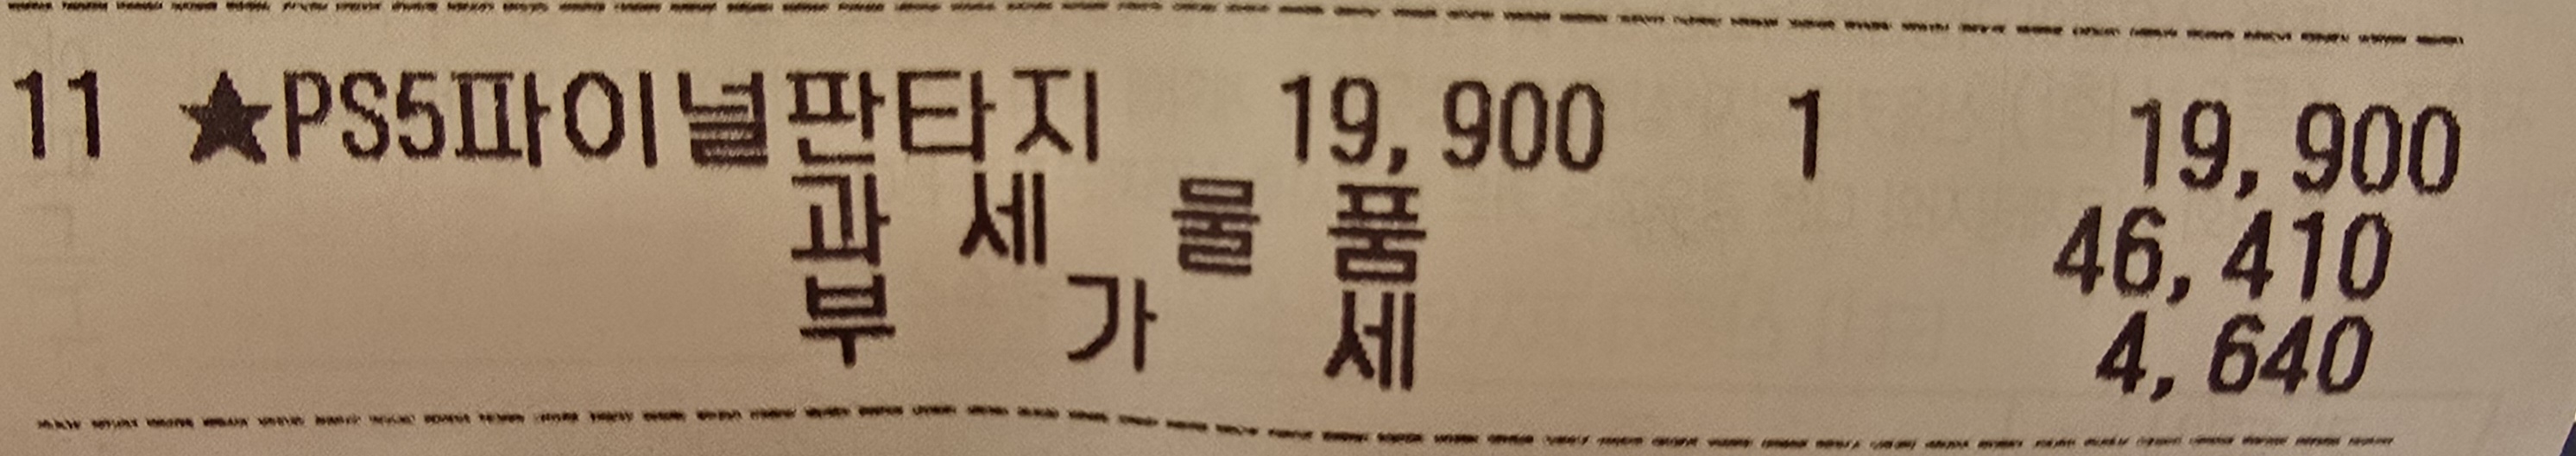 11 ★PS5파이널판타지 19,900 1 19,900
과 세 물 품 46,410
부 가 세 4,640